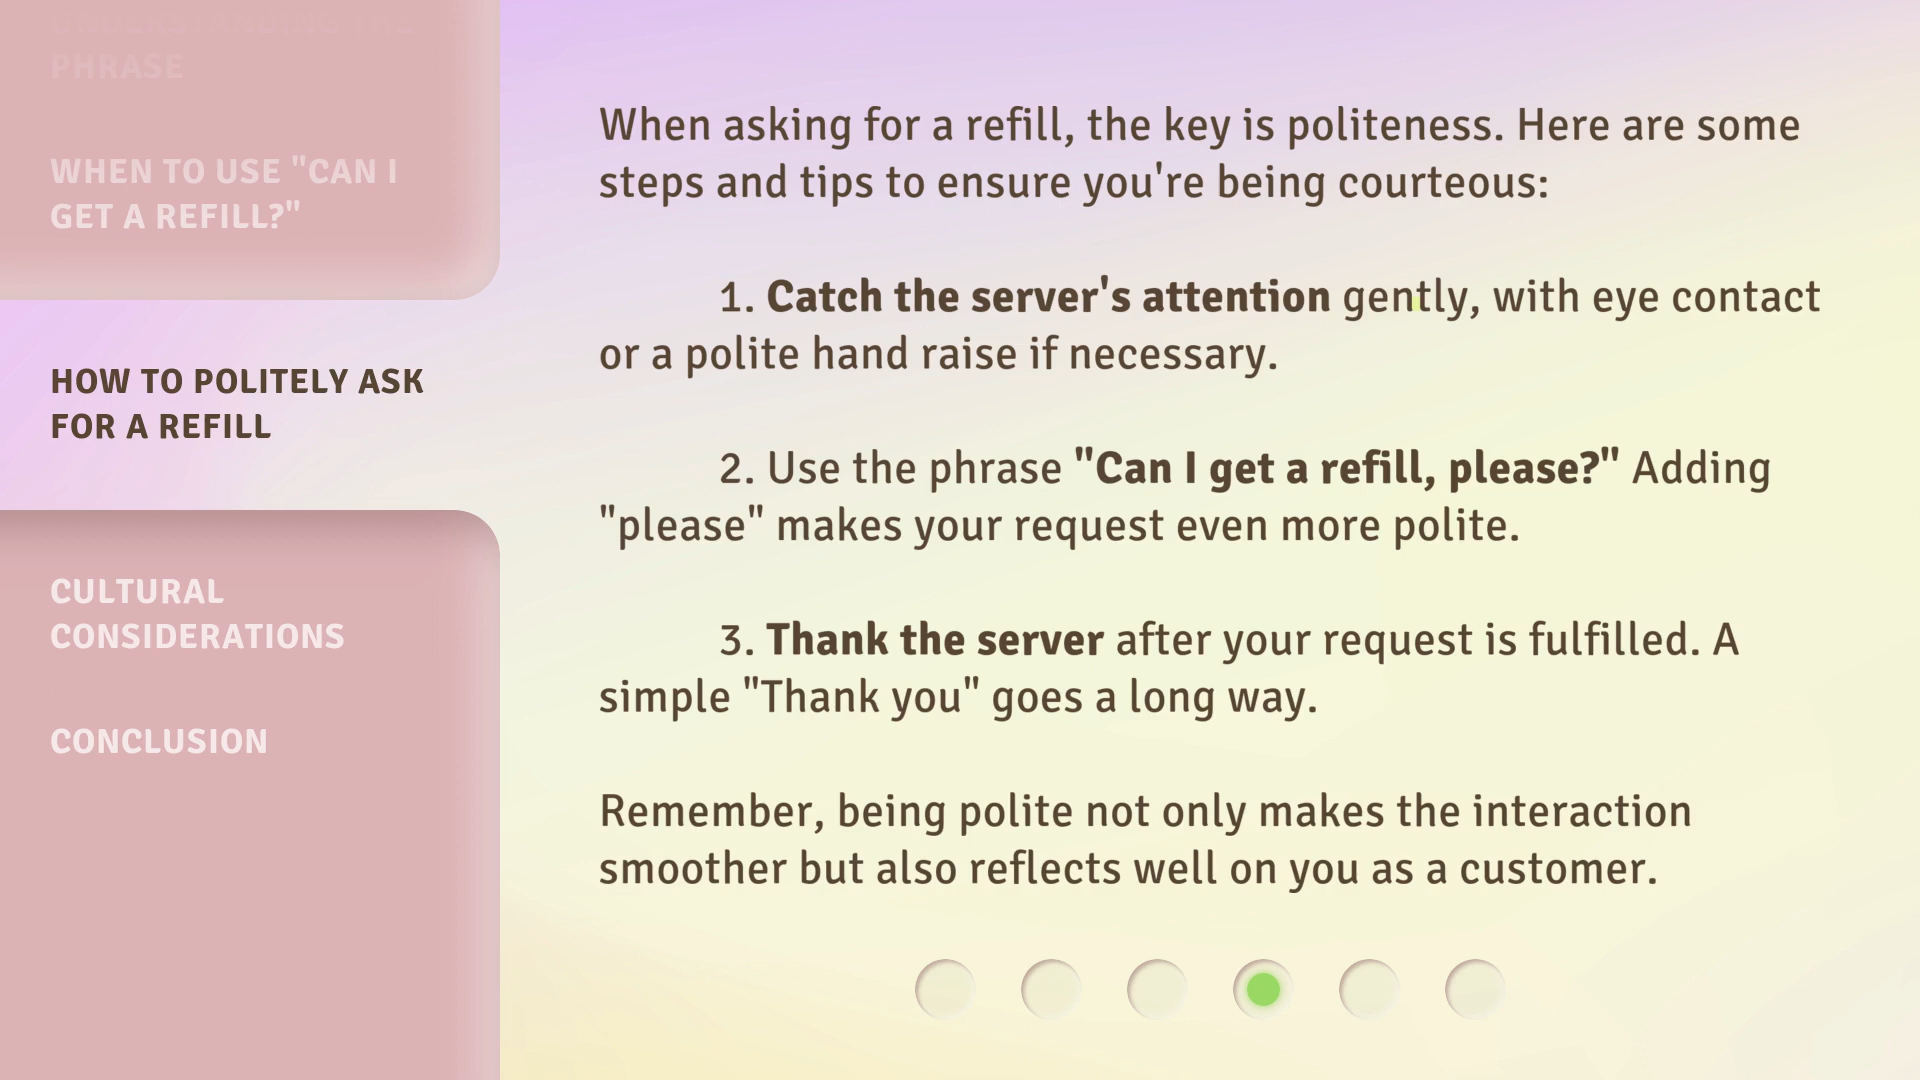 UNDERSTANDING THE
PHRASE
WHEN TO USE "CAN I
GET A REFILL?"
HOW TO POLITELY ASK
FOR A REFILL
CULTURAL
CONSIDERATIONS
CONCLUSION
When asking for a refill, the key is politeness. Here are some
steps and tips to ensure you're being courteous:
1. Catch the server's attention gently, with eye contact
or a polite hand raise if necessary.
2. Use the phrase "Can I get a refill, please?" Adding
"please" makes your request even more polite.
3. Thank the server after your request is fulfilled. A
simple "Thank you" goes a long way.
Remember, being polite not only makes the interaction
smoother but also reflects well on you as a customer.